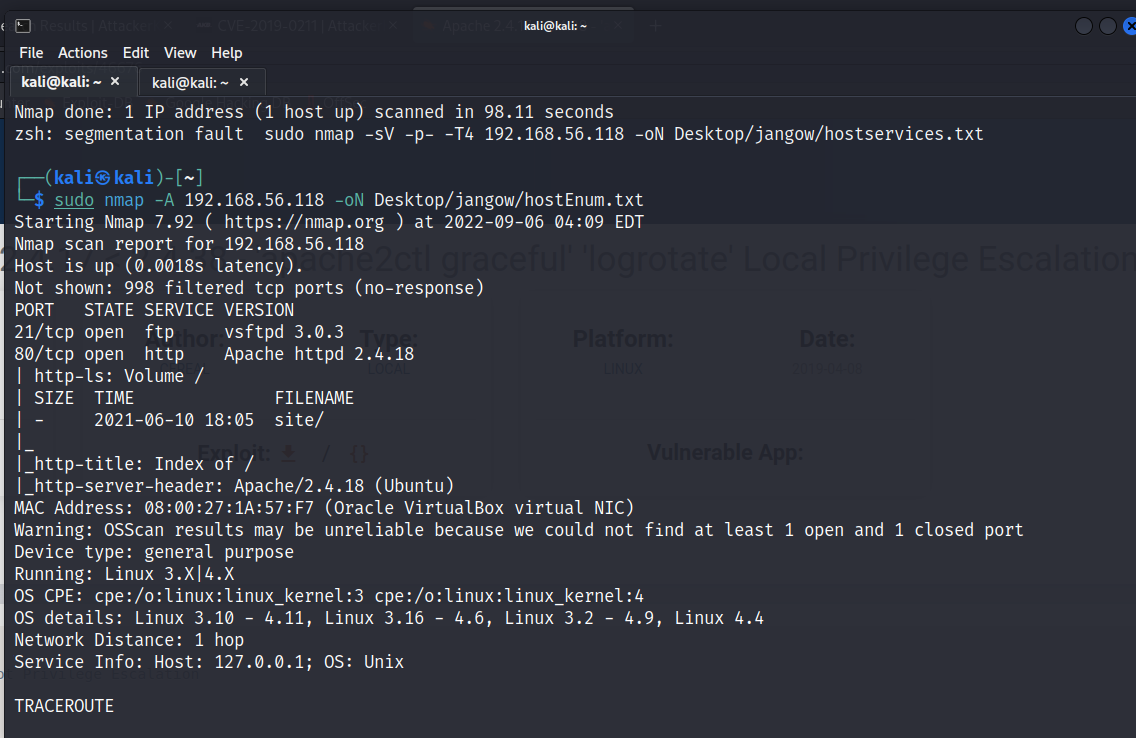 Results | Attacke
CVE-2019-0211 | Attacke
Apache 2.4
kali@kali: ~
File Actions Edit View Help
kali@kali: ~ ×
kali@kali: ~ ×
Nmap done: 1 IP address (1 host up) scanned in 98.11 seconds
zsh: segmentation fault  sudo nmap -sV -p- -T4 192.168.56.118 -oN Desktop/jangow/hostservices.txt
┌──(kali㉿kali)-[~]
└─$ sudo nmap -A 192.168.56.118 -oN Desktop/jangow/hostEnum.txt
Starting Nmap 7.92 ( https://nmap.org ) at 2022-09-06 04:09 EDT
Nmap scan report for 192.168.56.118
apache2ctl graceful' 'logrotate' Local Privilege Escalation
Host is up (0.0018s latency).
Not shown: 998 filtered tcp ports (no-response)
PORT   STATE SERVICE VERSION
21/tcp open  ftp     vsftpd 3.0.3
Author: Type: Platform: Date:
80/tcp open  http    Apache httpd 2.4.18
LOCAL LINUX
| http-ls: Volume /
| SIZE  TIME              FILENAME
| -     2021-06-10 18:05  site/
|_
Exploit: / {} Vulnerable App:
|_http-title: Index of /
|_http-server-header: Apache/2.4.18 (Ubuntu)
MAC Address: 08:00:27:1A:57:F7 (Oracle VirtualBox virtual NIC)
Warning: OSScan results may be unreliable because we could not find at least 1 open and 1 closed port
Device type: general purpose
Running: Linux 3.X|4.X
OS CPE: cpe:/o:linux:linux_kernel:3 cpe:/o:linux:linux_kernel:4
OS details: Linux 3.10 - 4.11, Linux 3.16 - 4.6, Linux 3.2 - 4.9, Linux 4.4
Network Distance: 1 hop
Service Info: Host: 127.0.0.1; OS: Unix
Privilege Escalation
TRACEROUTE